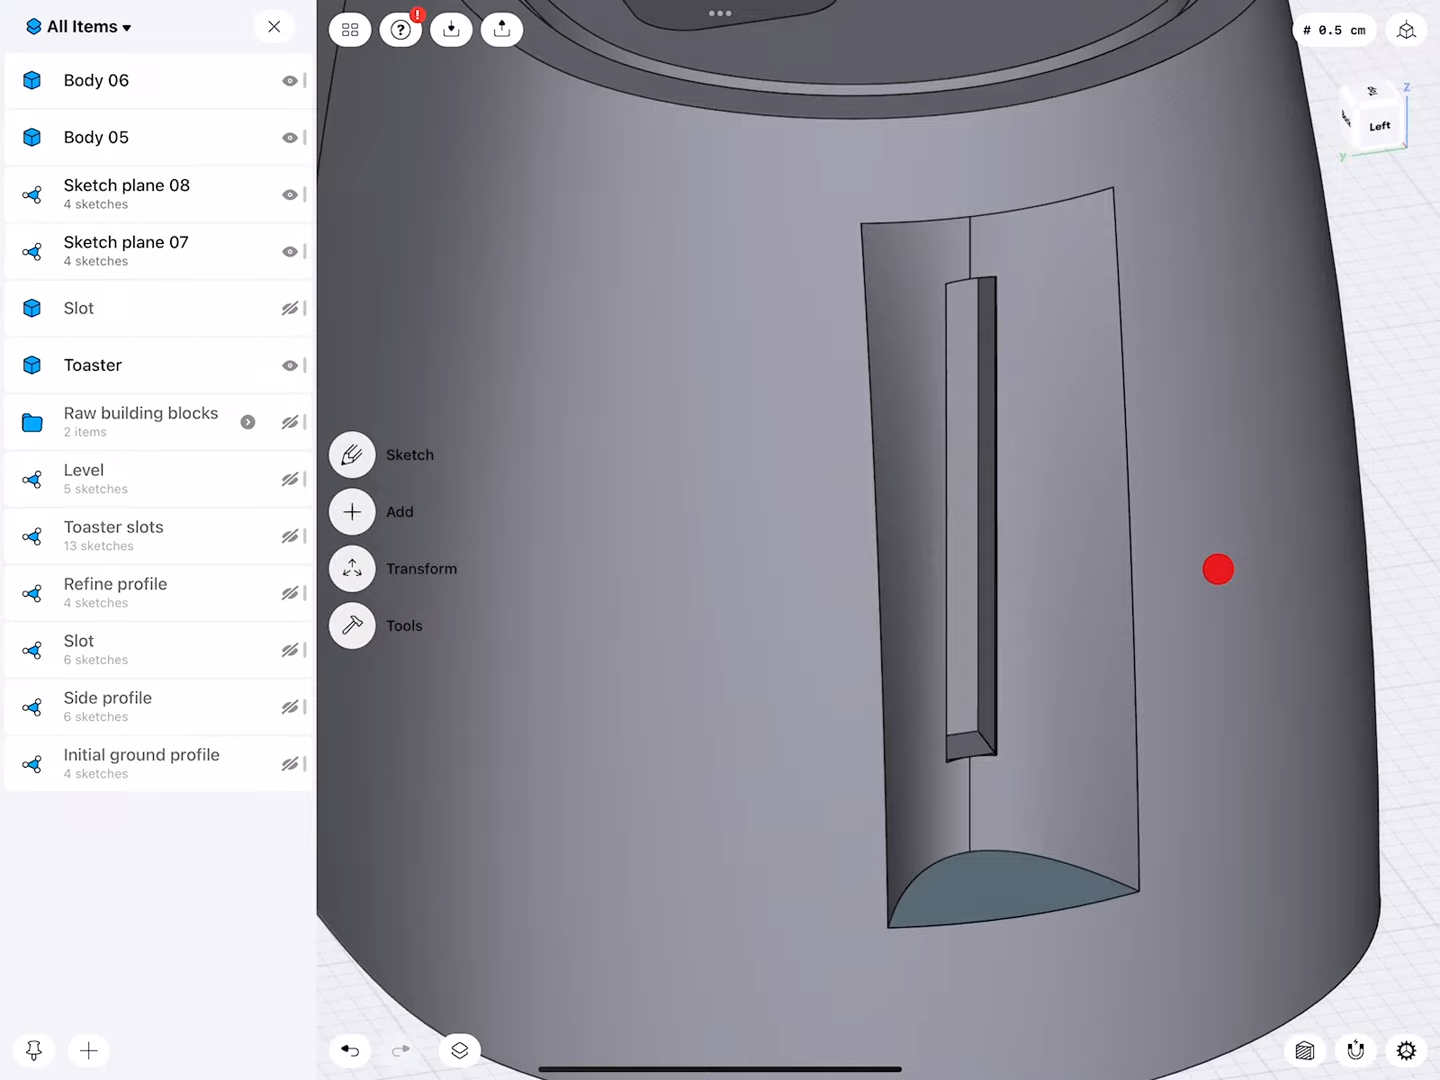 All Items
Body 06
Body 05
Sketch plane 08
4 sketches
Sketch plane 07
4 sketches
Slot
Toaster
Raw building blocks
2 items
Level
5 sketches
Toaster slots
13 sketches
Refine profile
4 sketches
Slot
6 sketches
Side profile
6 sketches
Initial ground profile
4 sketches
Sketch
Add
Transform
Tools
# 0.5 cm
Z
Left
Y